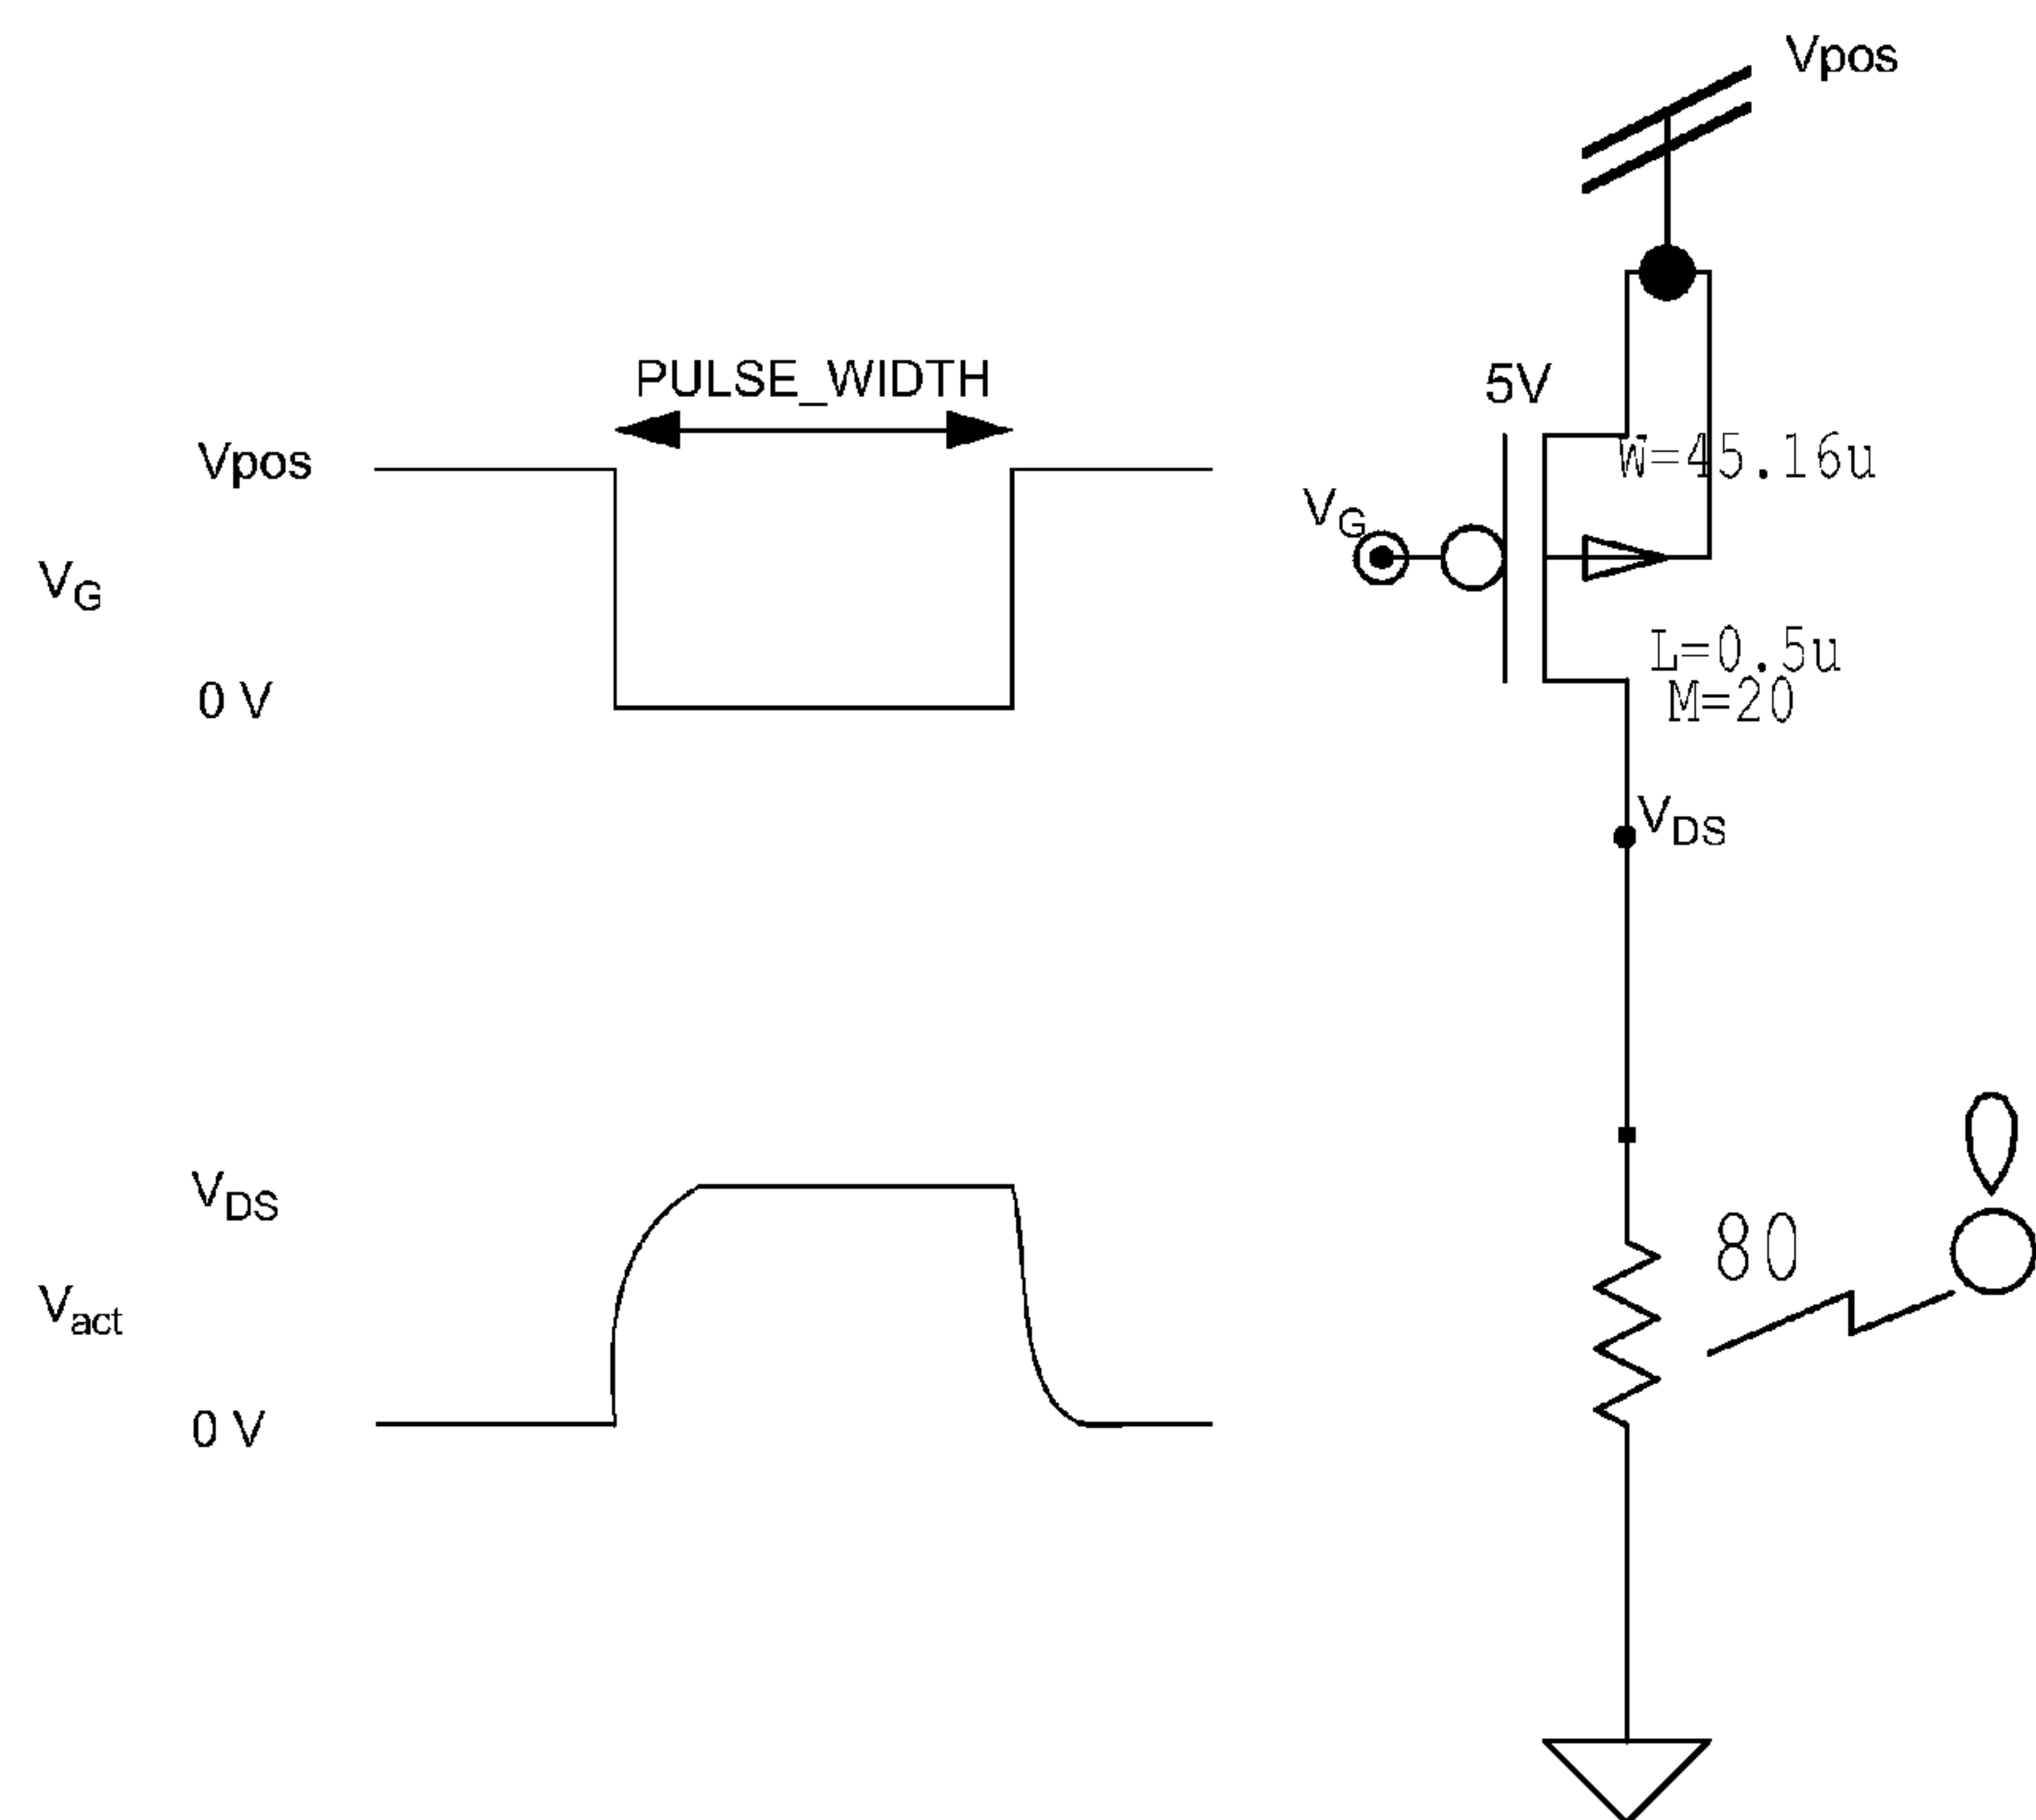 Vpos
PULSE_WIDTH
5V
Vpos
W=45.16u
VG
VG
L=0.5u
0 V
M=20
VDS
VDS
80
Vact
0 V